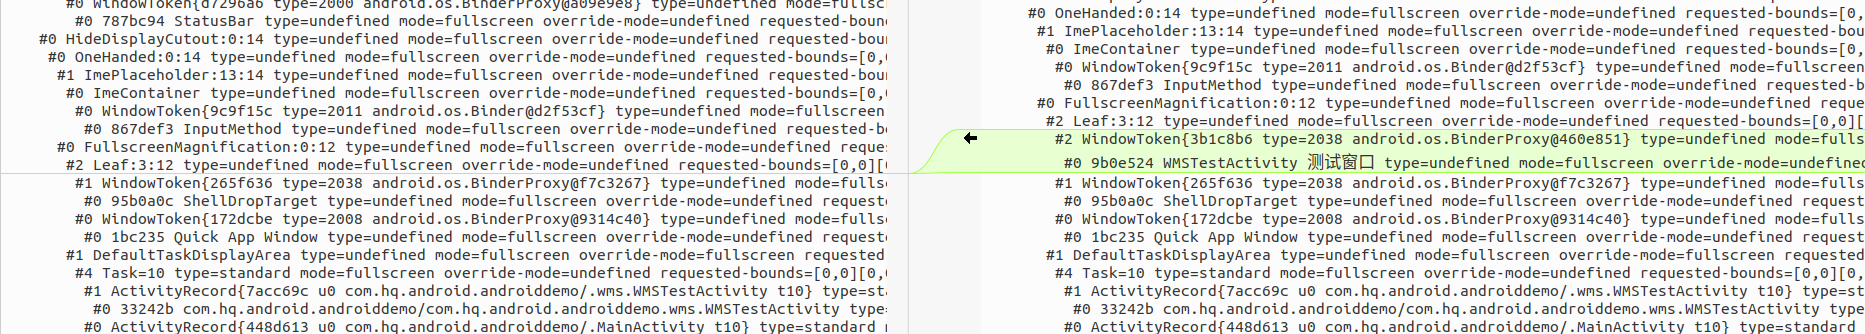 #0 WindowToken{d7296a6 type=2000 android.os.BinderProxy@a09e9e8} type=undefined mode=fullsc
#0 787bc94 StatusBar type=undefined mode=fullscreen override-mode=undefined requested-boun
#0 HideDisplayCutout:0:14 type=undefined mode=fullscreen override-mode=undefined requested-bou
#0 OneHanded:0:14 type=undefined mode=fullscreen override-mode=undefined requested-bounds=[0,
#1 ImePlaceholder:13:14 type=undefined mode=fullscreen override-mode=undefined requested-bou
#0 ImeContainer type=undefined mode=fullscreen override-mode=undefined requested-bounds=[0,
#0 WindowToken{9c9f15c type=2011 android.os.Binder@d2f53cf} type=undefined mode=fullscreen
#0 867def3 InputMethod type=undefined mode=fullscreen override-mode=undefined requested-b
#0 FullscreenMagnification:0:12 type=undefined mode=fullscreen override-mode=undefined reque
#2 Leaf:3:12 type=undefined mode=fullscreen override-mode=undefined requested-bounds=[0,0][
#1 WindowToken{265f636 type=2038 android.os.BinderProxy@f7c3267} type=undefined mode=fulls
#0 95b0a0c ShellDropTarget type=undefined mode=fullscreen override-mode=undefined request
#0 WindowToken{172dcbe type=2008 android.os.BinderProxy@9314c40} type=undefined mode=fulls
#0 1bc235 Quick App Window type=undefined mode=fullscreen override-mode=undefined request
#1 DefaultTaskDisplayArea type=undefined mode=fullscreen override-mode=undefined requested
#4 Task=10 type=standard mode=fullscreen override-mode=undefined requested-bounds=[0,0][0,
#1 ActivityRecord{7acc69c u0 com.hq.android.androiddemo/.wms.WMSTestActivity t10} type=st
#0 33242b com.hq.android.androiddemo/com.hq.android.androiddemo.wms.WMSTestActivity type
#0 ActivityRecord{448d613 u0 com.hq.android.androiddemo/.MainActivity t10} type=standard
#0 OneHanded:0:14 type=undefined mode=fullscreen override-mode=undefined requested-bounds=[0,
#1 ImePlaceholder:13:14 type=undefined mode=fullscreen override-mode=undefined requested-bou
#0 ImeContainer type=undefined mode=fullscreen override-mode=undefined requested-bounds=[0,
#0 WindowToken{9c9f15c type=2011 android.os.Binder@d2f53cf} type=undefined mode=fullscreen
#0 867def3 InputMethod type=undefined mode=fullscreen override-mode=undefined requested-b
#0 FullscreenMagnification:0:12 type=undefined mode=fullscreen override-mode=undefined reque
#2 Leaf:3:12 type=undefined mode=fullscreen override-mode=undefined requested-bounds=[0,0][
#2 WindowToken{3b1c8b6 type=2038 android.os.BinderProxy@460e851} type=undefined mode=fulls
#0 9b0e524 WMSTestActivity 测试窗口 type=undefined mode=fullscreen override-mode=undefined
#1 WindowToken{265f636 type=2038 android.os.BinderProxy@f7c3267} type=undefined mode=fulls
#0 95b0a0c ShellDropTarget type=undefined mode=fullscreen override-mode=undefined request
#0 WindowToken{172dcbe type=2008 android.os.BinderProxy@9314c40} type=undefined mode=fulls
#0 1bc235 Quick App Window type=undefined mode=fullscreen override-mode=undefined request
#1 DefaultTaskDisplayArea type=undefined mode=fullscreen override-mode=undefined requested
#4 Task=10 type=standard mode=fullscreen override-mode=undefined requested-bounds=[0,0][0,
#1 ActivityRecord{7acc69c u0 com.hq.android.androiddemo/.wms.WMSTestActivity t10} type=st
#0 33242b com.hq.android.androiddemo/com.hq.android.androiddemo.wms.WMSTestActivity type
#0 ActivityRecord{448d613 u0 com.hq.android.androiddemo/.MainActivity t10} type=standard